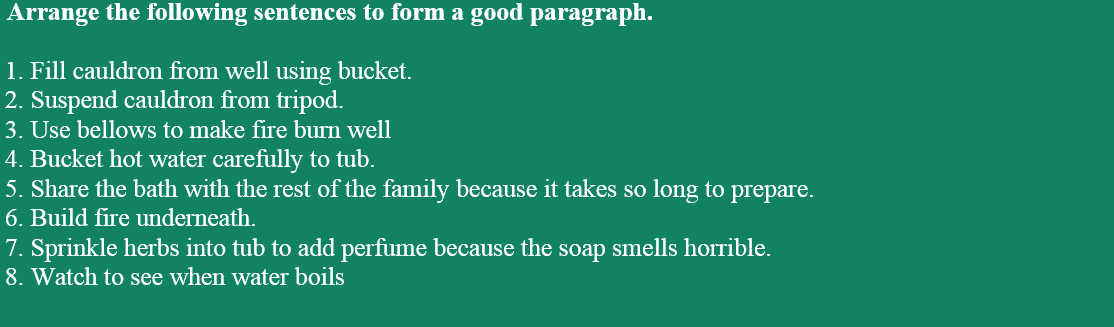 Arrange the following sentences to form a good paragraph.
1. Fill cauldron from well using bucket.
2. Suspend cauldron from tripod.
3. Use bellows to make fire burn well
4. Bucket hot water carefully to tub.
5. Share the bath with the rest of the family because it takes so long to prepare.
6. Build fire underneath.
7. Sprinkle herbs into tub to add perfume because the soap smells horrible.
8. Watch to see when water boils